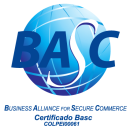 BASC
BUSINESS ALLIANCE FOR SECURE COMMERCE
Certificado Basc
COLPEI00061